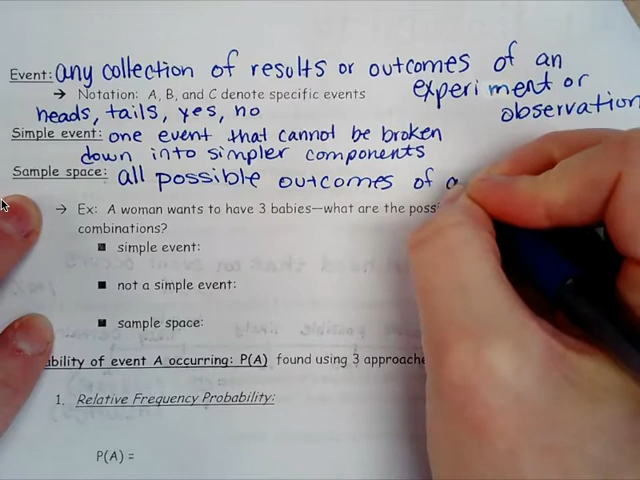 Event: any collection of results or outcomes of an
→ Notation: A, B, and C denote specific events experiment or
heads, tails, yes, no observation
Simple event: one event that cannot be broken
down into simpler components
Sample space: all possible outcomes of a
→ Ex: A woman wants to have 3 babies—what are the possi
combinations?
▪ simple event:
▪ not a simple event:
▪ sample space:
ability of event A occurring: P(A) found using 3 approache
1. Relative Frequency Probability:
P(A) =